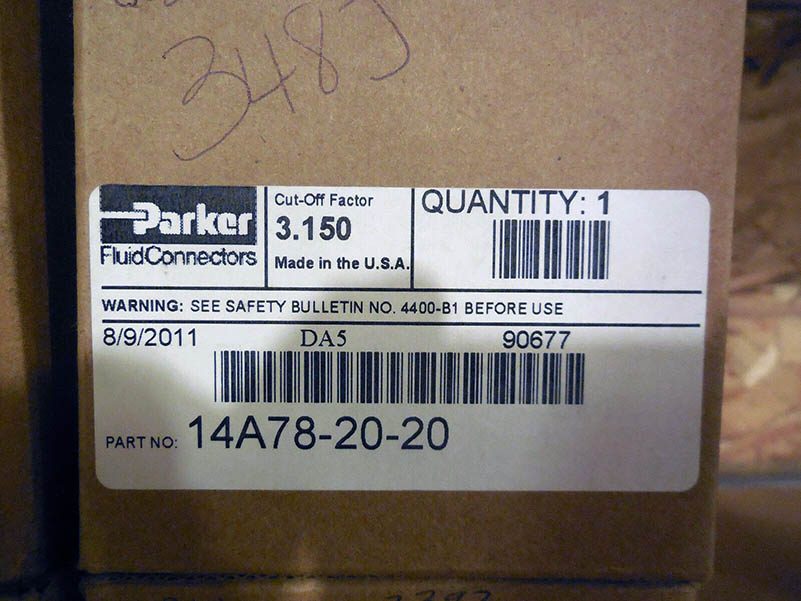 3483
Parker
FluidConnectors
Cut-Off Factor
3.150
Made in the U.S.A.
QUANTITY: 1
WARNING: SEE SAFETY BULLETIN NO. 4400-B1 BEFORE USE
8/9/2011 DA5 90677
PART NO: 14A78-20-20